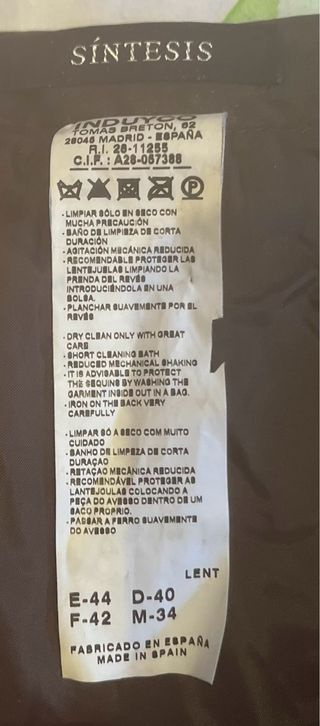 SÍNTESIS
INDUYCO
TOMAS BRETON, 62
28045 MADRID - ESPAÑA
R.I. 28-11255
C.I.F. : A28-057388
P
- LIMPIAR SÓLO EN SECO CON
MUCHA PRECAUCIÓN
- BAÑO DE LIMPIEZA DE CORTA
DURACIÓN
- AGITACIÓN MECÁNICA REDUCIDA
- RECOMENDABLE PROTEGER LAS
LENTEJUELAS LIMPIANDO LA
PRENDA DEL REVÉS
INTRODUCIÉNDOLA EN UNA
BOLSA.
- PLANCHAR SUAVEMENTE POR EL
REVÉS
- DRY CLEAN ONLY WITH GREAT
CARE
- SHORT CLEANING BATH
- REDUCED MECHANICAL SHAKING
- IT IS ADVISABLE TO PROTECT
THE SEQUINS BY WASHING THE
GARMENT INSIDE OUT IN A BAG.
- IRON ON THE BACK VERY
CAREFULLY
- LIMPAR SÓ A SECO COM MUITO
CUIDADO
- BANHO DE LIMPEZA DE CORTA
DURAÇAO
- RETAÇAO MECÂNICA REDUCIDA
- RECOMENDÁVEL PROTEGER AS
LANTEJOULAS COLOCANDO A
PEÇA DO AVESSO DENTRO DE UM
SACO PROPRIO.
- PASSAR A FERRO SUAVEMENTE
DO AVESSO
LENT
E-44 D-40
F-42 M-34
FABRICADO EN ESPAÑA
MADE IN SPAIN